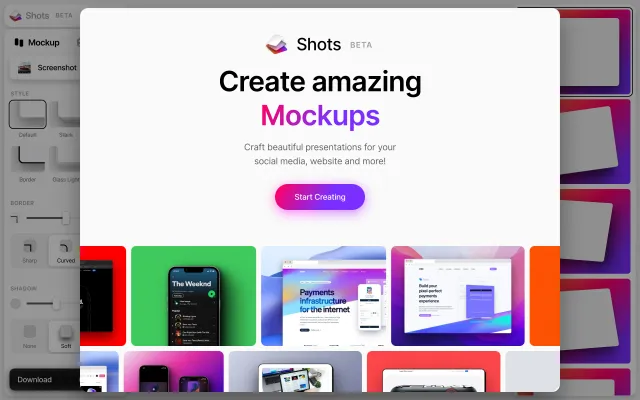 Shots BETA
Mockup
Screenshot
STYLE
Default
Border
Glass Light
BORDER
Sharp
Curved
SHADOW
None
Soft
Download
Shots BETA
Create amazing
Mockups
Craft beautiful presentations for your
social media, website and more!
Start Creating
The Weeknd
Payments
infrastructure
for the internet
Build your
pixel-perfect
payments
experience